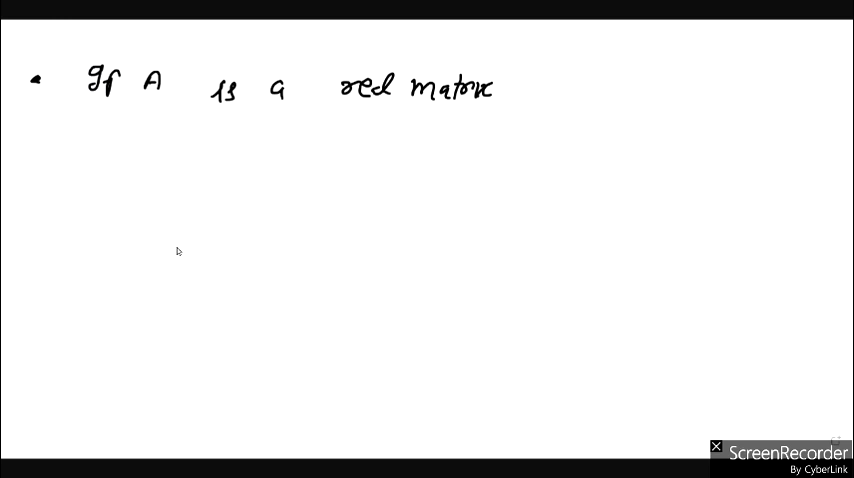 • If A is a real matrix
ScreenRecorder
By CyberLink